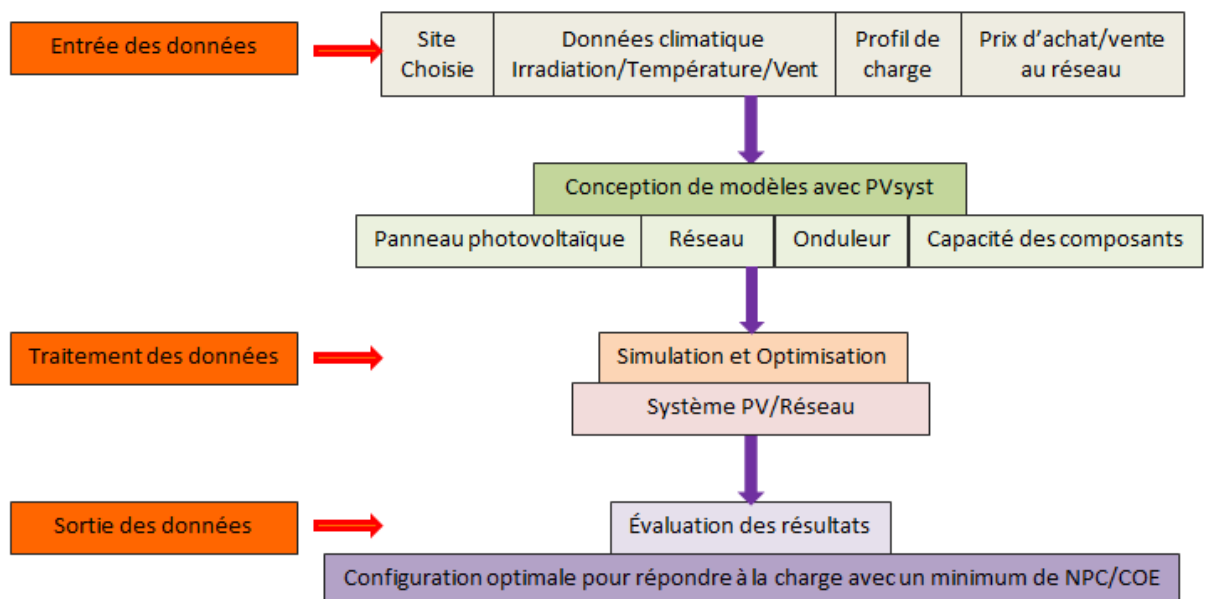 Entrée des données
Site
Choisie
Données climatique
Irradiation/Température/Vent
Profil de
charge
Prix d'achat/vente
au réseau
Conception de modèles avec PVsyst
Panneau photovoltaïque
Réseau
Onduleur
Capacité des composants
Traitement des données
Simulation et Optimisation
Système PV/Réseau
Sortie des données
Évaluation des résultats
Configuration optimale pour répondre à la charge avec un minimum de NPC/COE